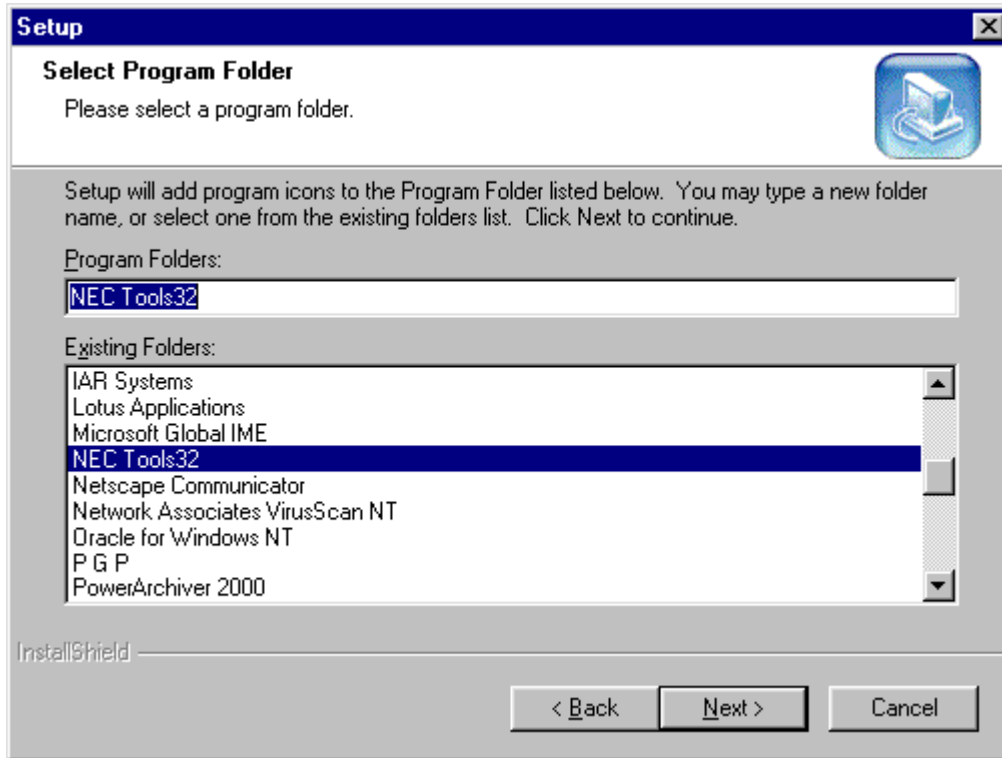 Setup
Select Program Folder
Please select a program folder.
Setup will add program icons to the Program Folder listed below. You may type a new folder
name, or select one from the existing folders list. Click Next to continue.
Program Folders:
NEC Tools32
Existing Folders:
IAR Systems
Lotus Applications
Microsoft Global IME
NEC Tools32
Netscape Communicator
Network Associates VirusScan NT
Oracle for Windows NT
P G P
PowerArchiver 2000
InstallShield
< Back Next > Cancel